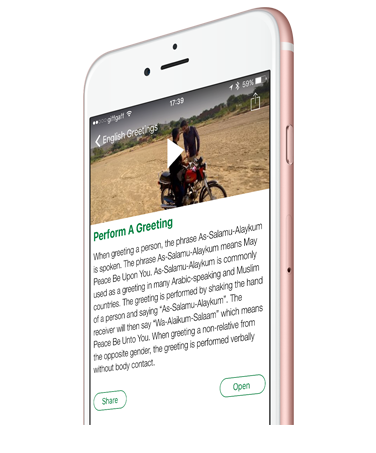 giffgaff 17:39 59%
English Greetings
Perform A Greeting
When greeting a person, the phrase As-Salamu-Alaykum
is spoken. The phrase As-Salamu-Alaykum means May
Peace Be Upon You. As-Salamu-Alaykum is commonly
used as a greeting in many Arabic-speaking and Muslim
countries. The greeting is performed by shaking the hand
of a person and saying “As-Salamu-Alaykum”. The
receiver will then say “Wa-Alaikum-Salaam” which means
Peace Be Unto You. When greeting a non-relative from
the opposite gender, the greeting is performed verbally
without body contact.
Share Open